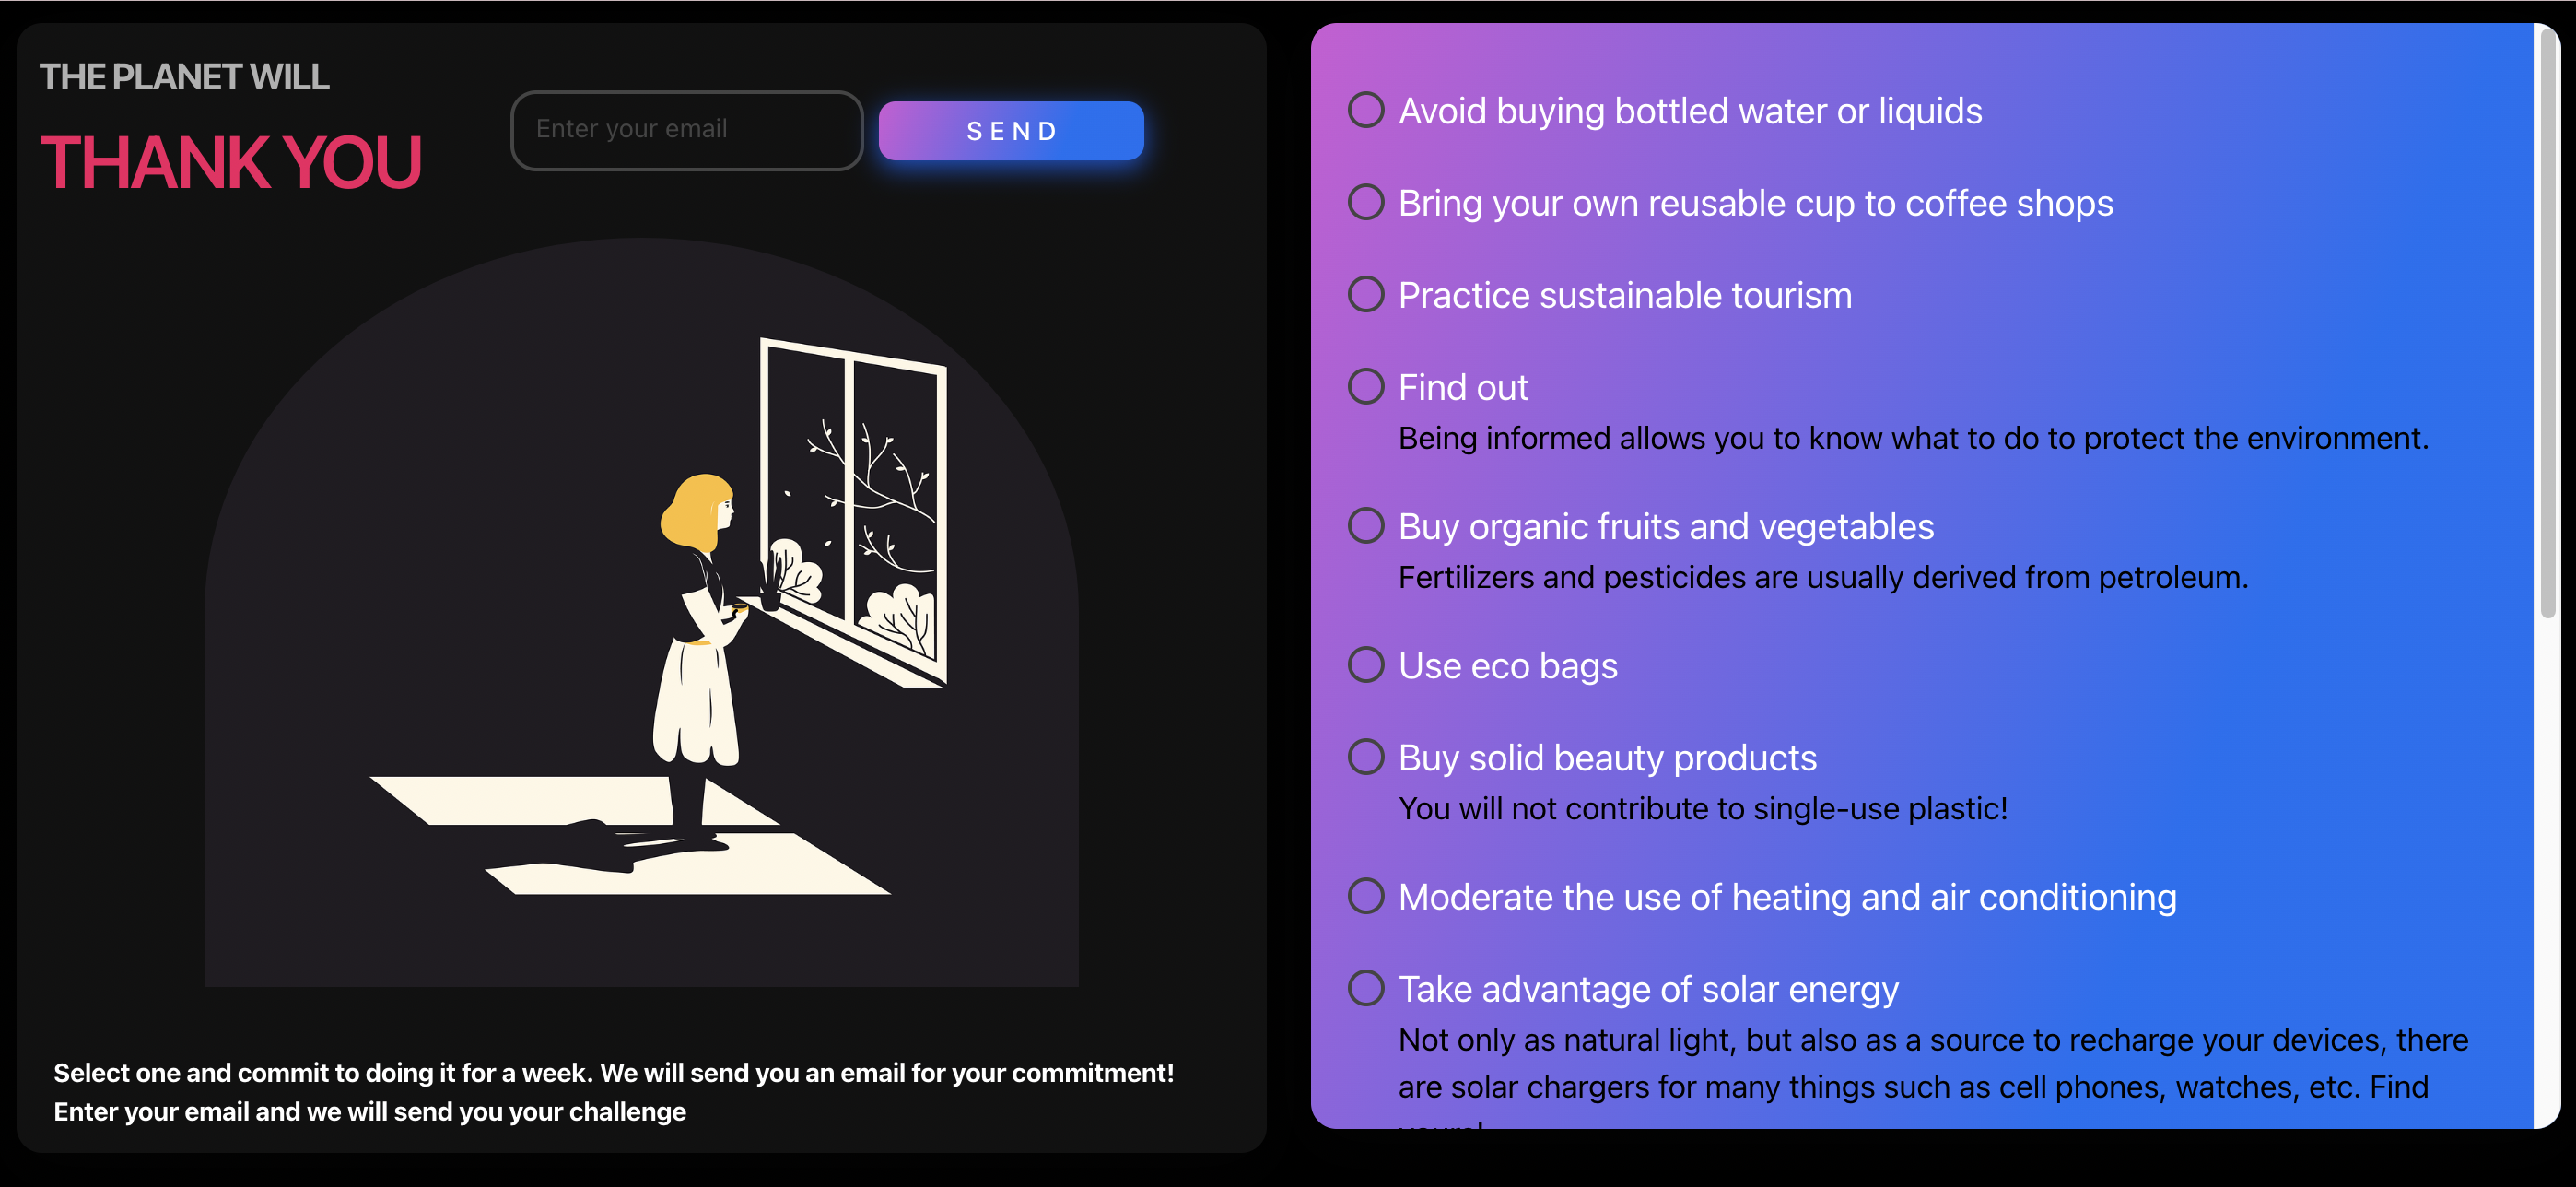 THE PLANET WILL
THANK YOU
Enter your email
SEND
Select one and commit to doing it for a week. We will send you an email for your commitment!
Enter your email and we will send you your challenge
Avoid buying bottled water or liquids
Bring your own reusable cup to coffee shops
Practice sustainable tourism
Find out
Being informed allows you to know what to do to protect the environment.
Buy organic fruits and vegetables
Fertilizers and pesticides are usually derived from petroleum.
Use eco bags
Buy solid beauty products
You will not contribute to single-use plastic!
Moderate the use of heating and air conditioning
Take advantage of solar energy
Not only as natural light, but also as a source to recharge your devices, there
are solar chargers for many things such as cell phones, watches, etc. Find